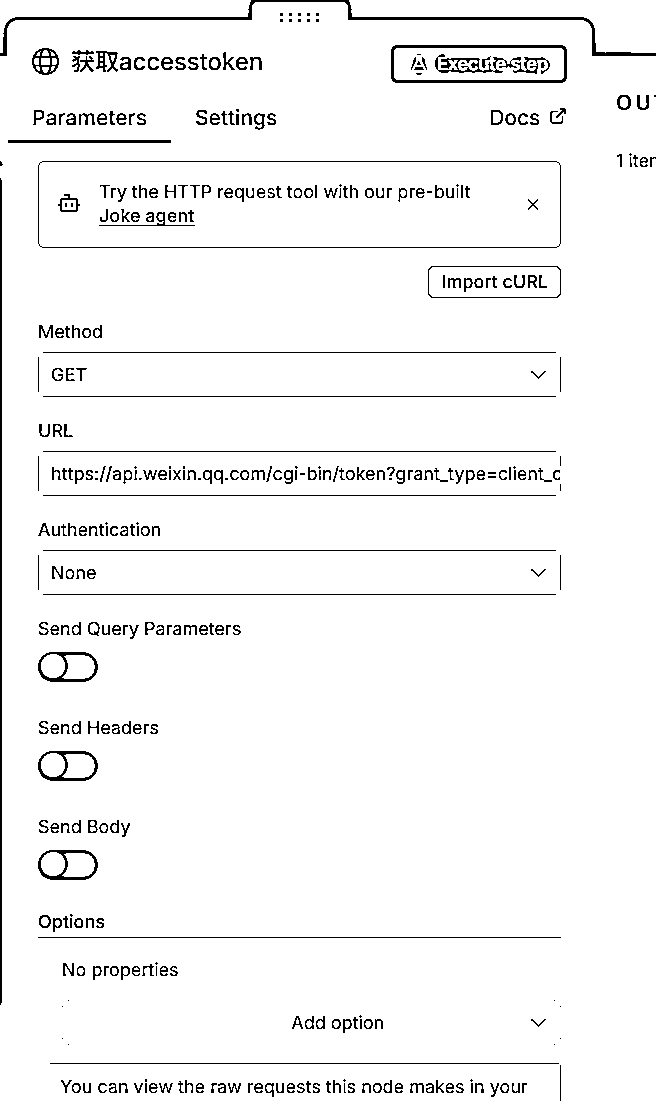 获取accesstoken
Execute step
Parameters
Settings
Docs
OUT
1 item
Try the HTTP request tool with our pre-built
Joke agent
Import cURL
Method
GET
URL
https://api.weixin.qq.com/cgi-bin/token?grant_type=client_c
Authentication
None
Send Query Parameters
Send Headers
Send Body
Options
No properties
Add option
You can view the raw requests this node makes in your